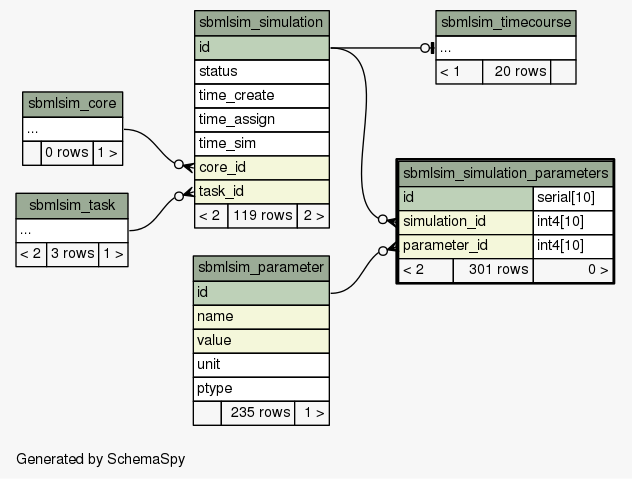 sbmlsim_simulation
id
status
time_create
time_assign
time_sim
core_id
task_id
< 2 119 rows 2 >
sbmlsim_timecourse
...
< 1 20 rows
sbmlsim_core
...
0 rows 1 >
sbmlsim_task
...
< 2 3 rows 1 >
sbmlsim_simulation_parameters
id serial[10]
simulation_id int4[10]
parameter_id int4[10]
< 2 301 rows 0 >
sbmlsim_parameter
id
name
value
unit
ptype
235 rows 1 >
Generated by SchemaSpy